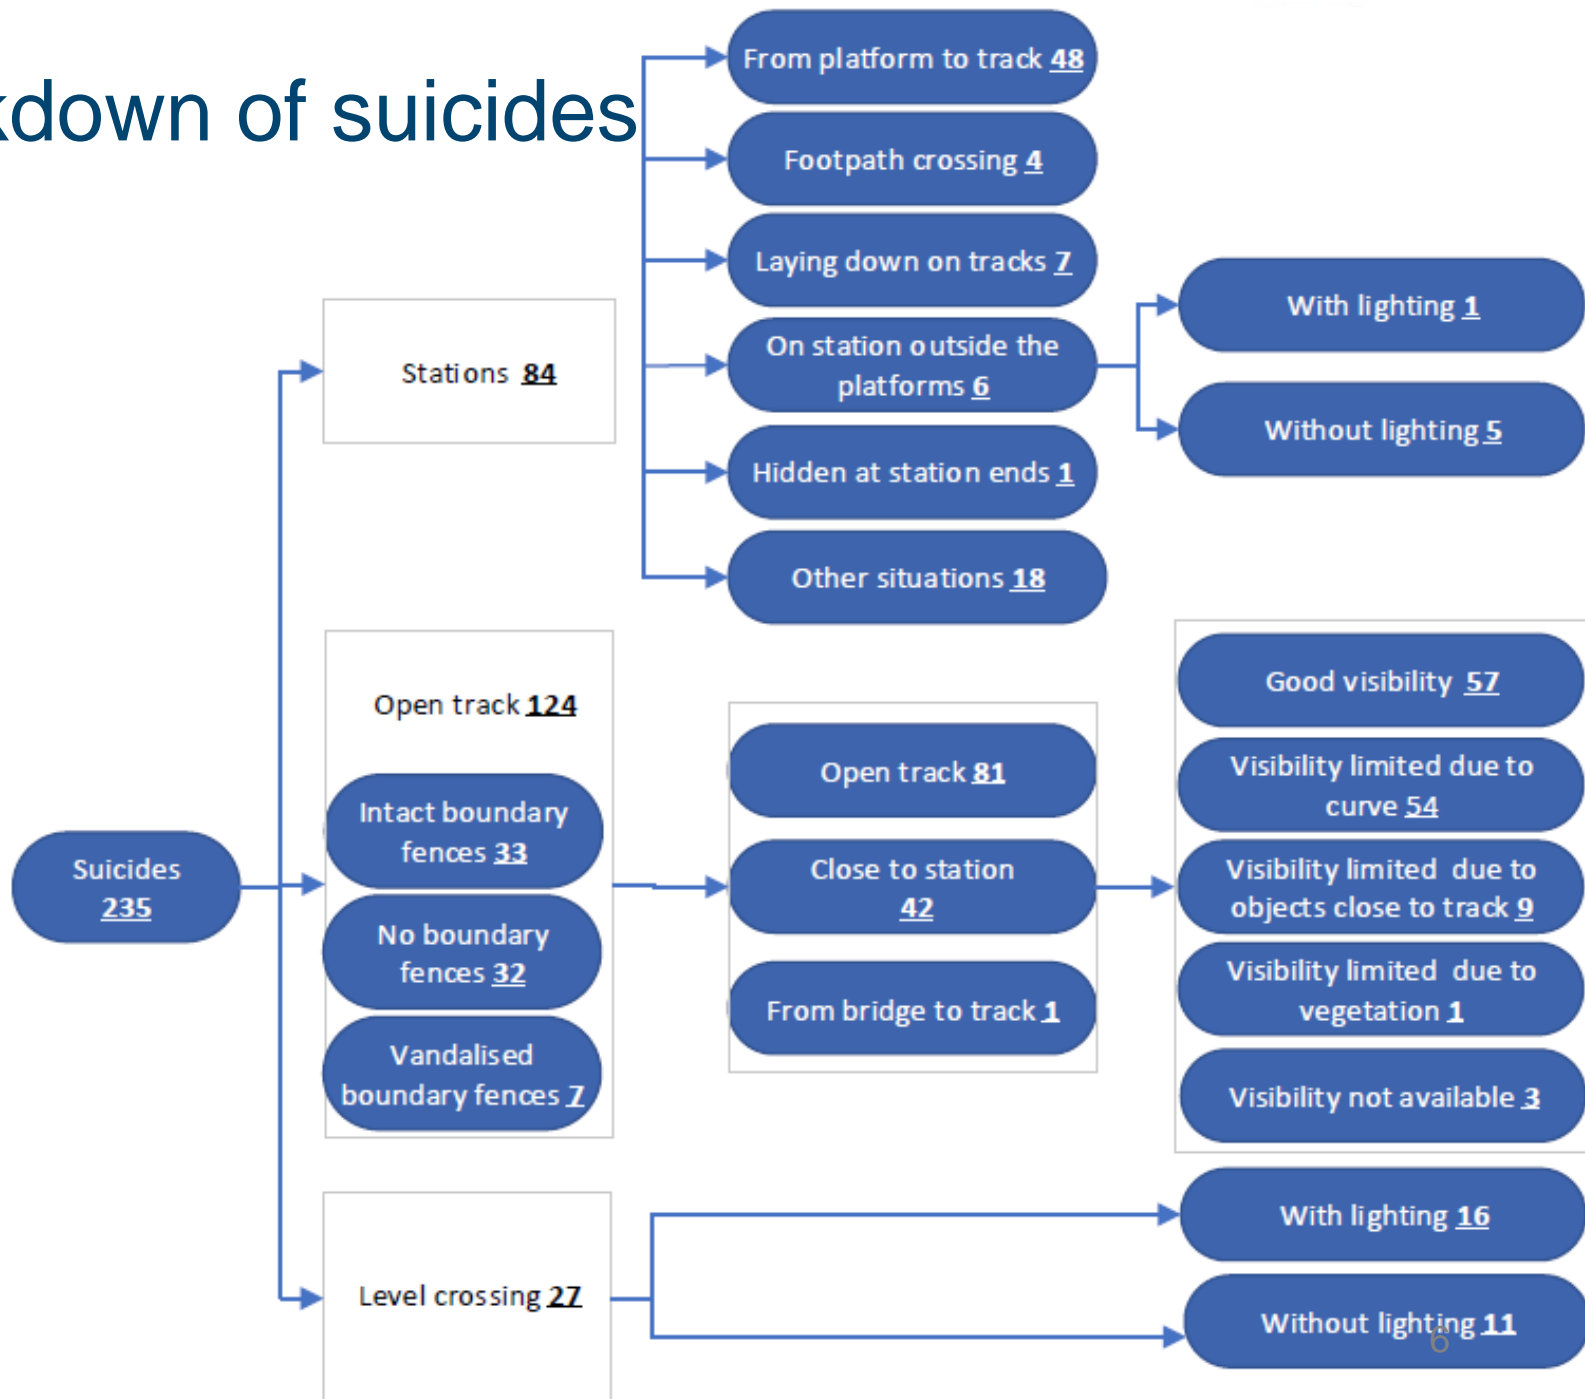 kdown of suicides
From platform to track 48
Footpath crossing 4
Laying down on tracks 7
On station outside the
platforms 6
Hidden at station ends 1
Other situations 18
With lighting 1
Without lighting 5
Stations 84
Suicides
235
Open track 124
Intact boundary
fences 33
No boundary
fences 32
Vandalised
boundary fences 7
Open track 81
Close to station
42
From bridge to track 1
Good visibility 57
Visibility limited due to
curve 54
Visibility limited due to
objects close to track 9
Visibility limited due to
vegetation 1
Visibility not available 3
Level crossing 27
With lighting 16
Without lighting 11
6